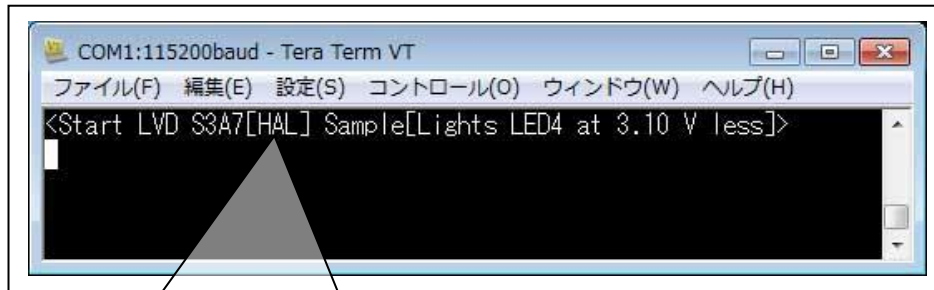 COM1:115200baud - Tera Term VT
ファイル(F) 編集(E) 設定(S) コントロール(O) ウィンドウ(W) ヘルプ(H)
<Start LVD S3A7[HAL] Sample[Lights LED4 at 3.10 V less]>